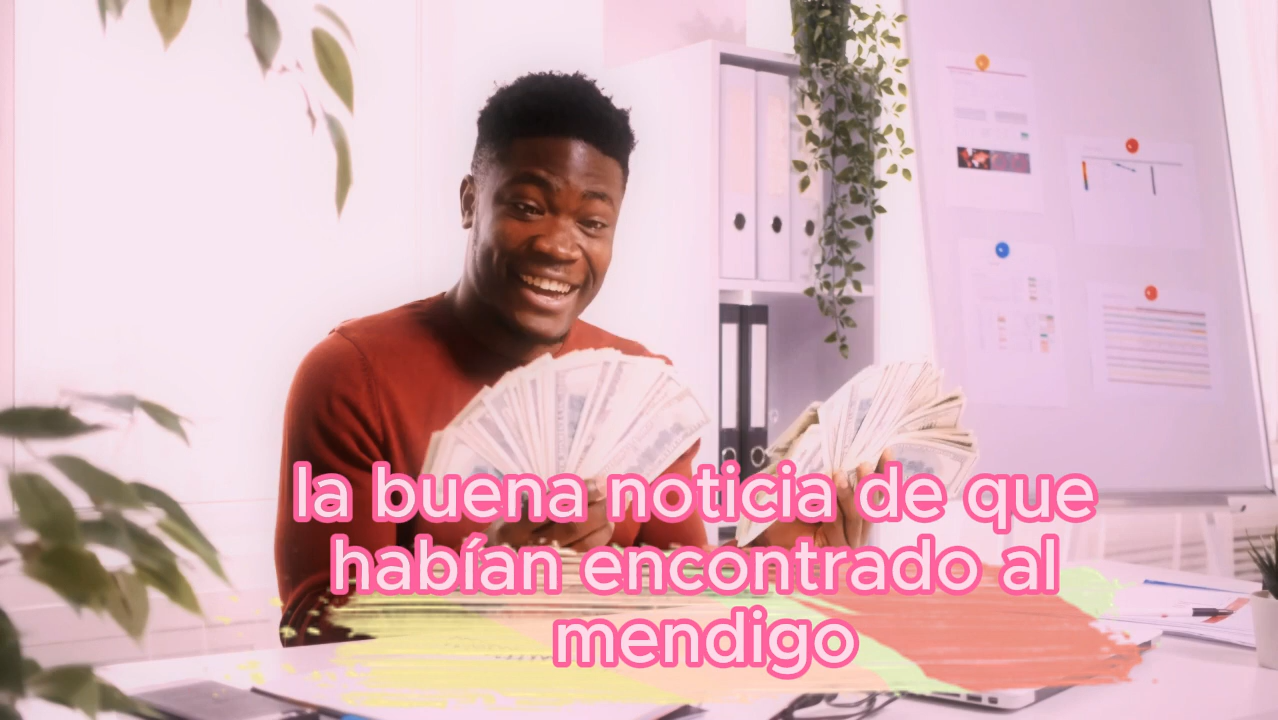 la buena noticia de que
habían encontrado al
mendigo